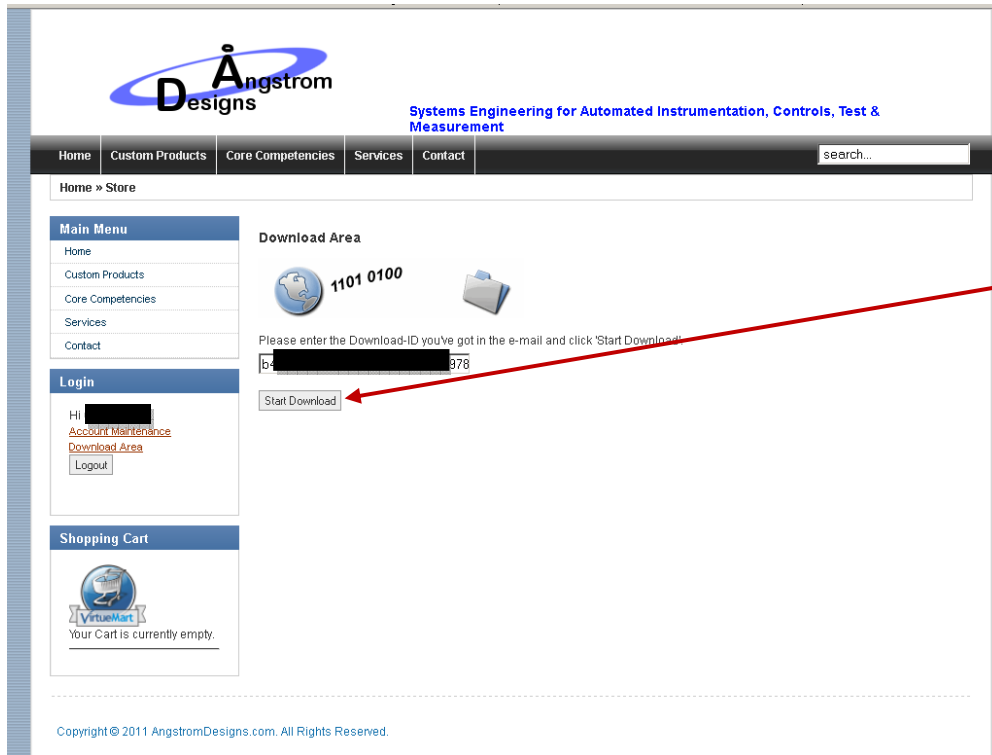 Ångstrom
Designs
Systems Engineering for Automated Instrumentation, Controls, Test &
Measurement
Home Custom Products Core Competencies Services Contact search...
Home » Store
Main Menu
Home
Custom Products
Core Competencies
Services
Contact
Login
Hi
Account Maintenance
Download Area
Logout
Shopping Cart
VirtueMart
Your Cart is currently empty.
Download Area
1101 0100
Please enter the Download-ID you've got in the e-mail and click 'Start Download'.
b4 978
Start Download
Copyright © 2011 AngstromDesigns.com. All Rights Reserved.